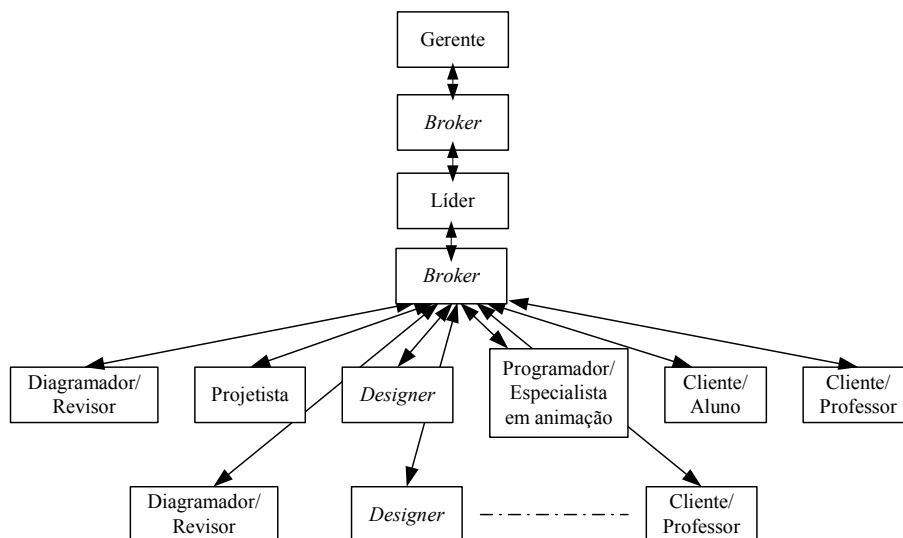 Gerente
Broker
Líder
Broker
Diagramador/
Revisor
Projetista
Designer
Programador/
Especialista
em animação
Cliente/
Aluno
Cliente/
Professor
Diagramador/
Revisor
Designer
Cliente/
Professor